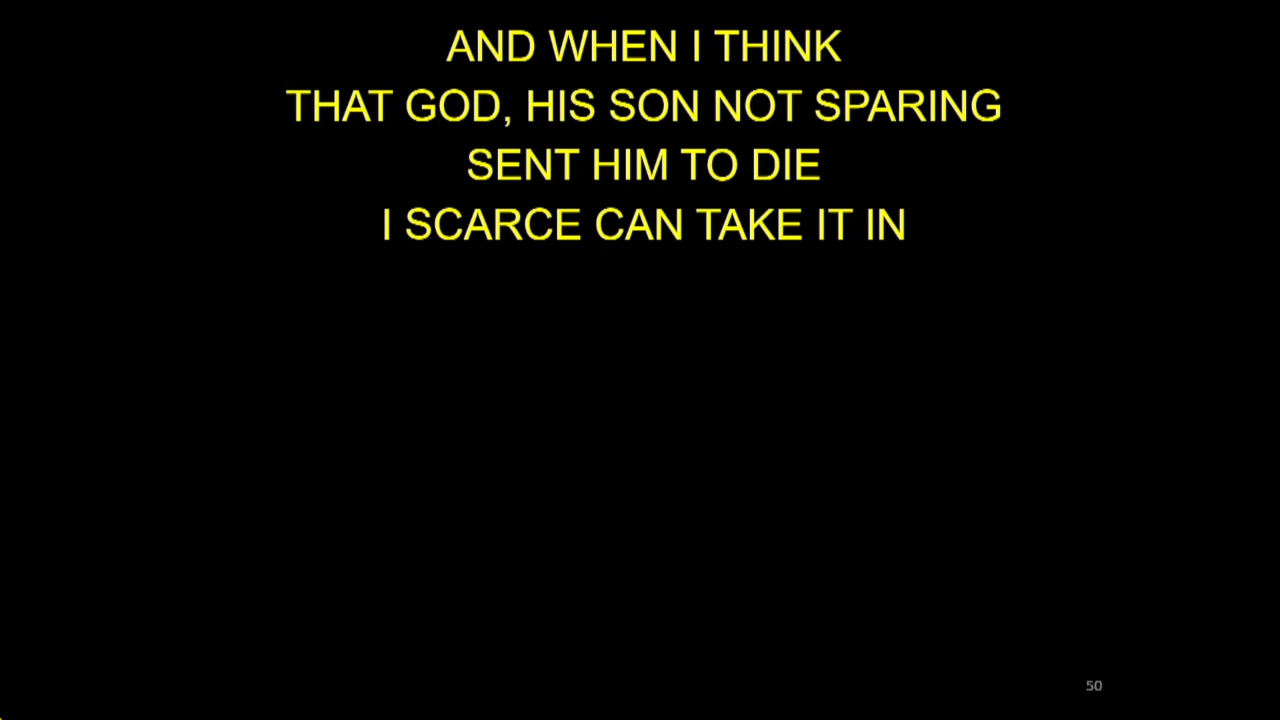 AND WHEN I THINK
THAT GOD, HIS SON NOT SPARING
SENT HIM TO DIE
I SCARCE CAN TAKE IT IN
50